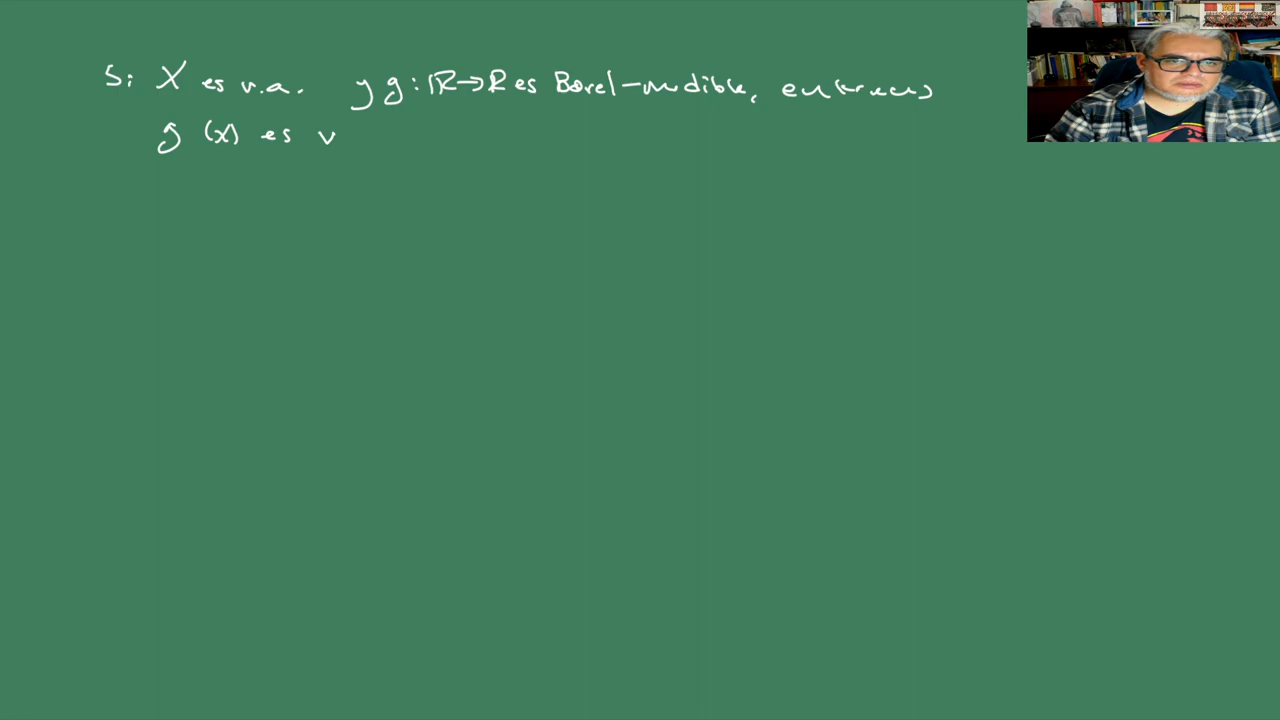 Si X es v.a. y g: ℝ→ℝ es Borel-medible, entonces
g(X) es v